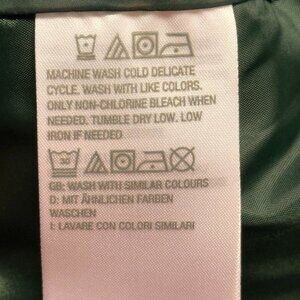 MACHINE WASH COLD DELICATE
CYCLE. WASH WITH LIKE COLORS.
ONLY NON-CHLORINE BLEACH WHEN
NEEDED. TUMBLE DRY LOW. LOW
IRON IF NEEDED
GB: WASH WITH SIMILAR COLOURS
D: MIT ÄHNLICHEN FARBEN
WASCHEN
I: LAVARE CON COLORI SIMILARI